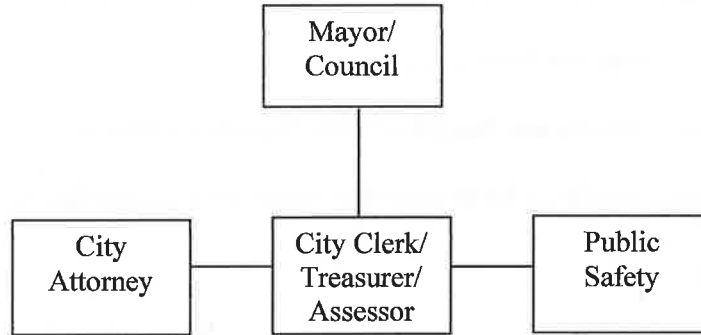 Mayor/
Council
City
Attorney
City Clerk/
Treasurer/
Assessor
Public
Safety